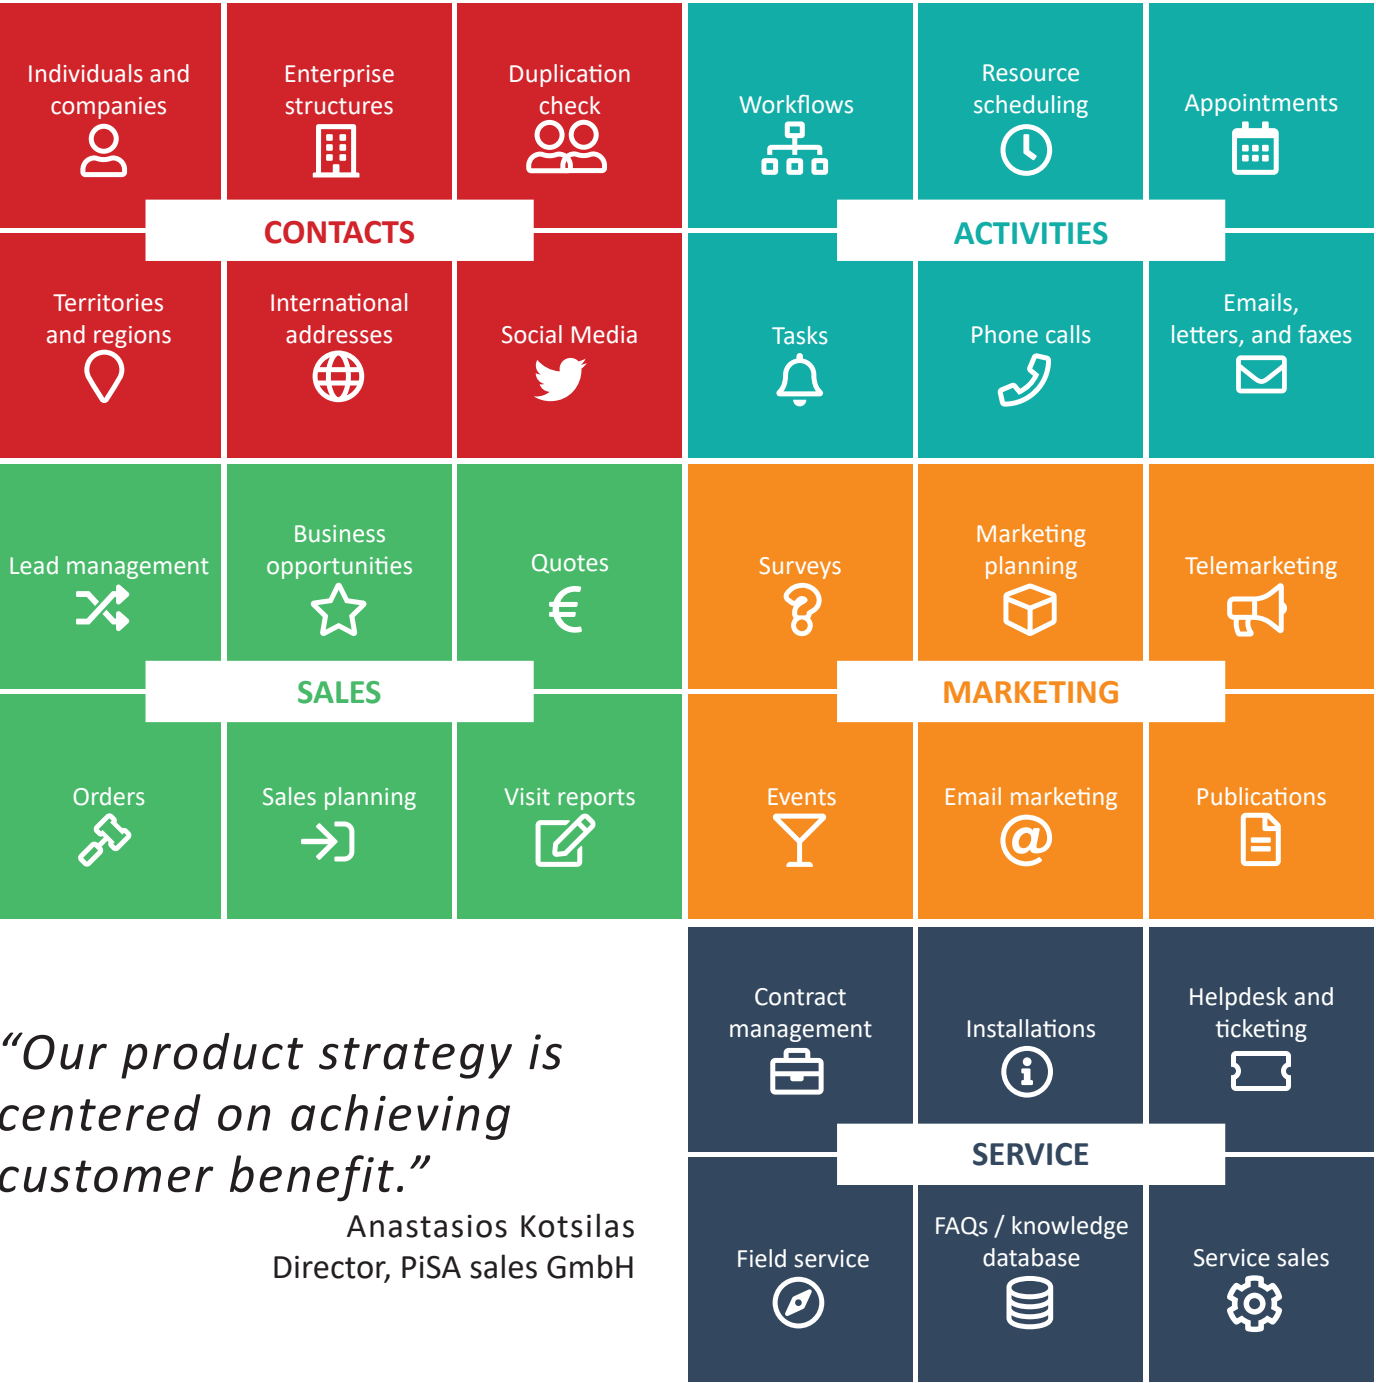 Individuals and
companies
Enterprise
structures
Duplication
check
CONTACTS
Territories
and regions
International
addresses
Social Media
Workflows
Resource
scheduling
Appointments
ACTIVITIES
Tasks
Phone calls
Emails,
letters, and faxes
Lead management
Business
opportunities
Quotes
€
SALES
Orders
Sales planning
Visit reports
Surveys
?
Marketing
planning
Telemarketing
MARKETING
Events
Email marketing
@
Publications
“Our product strategy is
centered on achieving
customer benefit.”
Anastasios Kotsilas
Director, PiSA sales GmbH
Contract
management
Installations
i
Helpdesk and
ticketing
SERVICE
Field service
FAQs / knowledge
database
Service sales